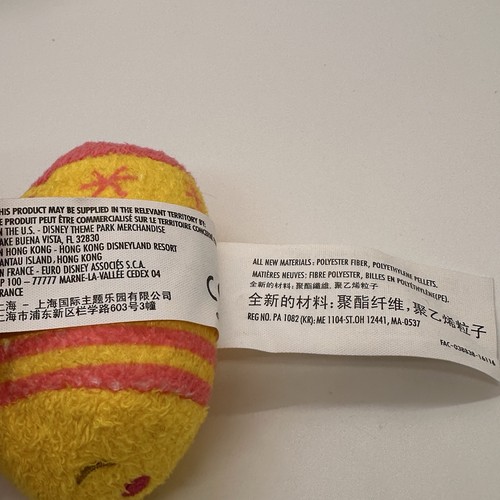 THIS PRODUCT MAY BE SUPPLIED IN THE RELEVANT TERRITORY BY:
PRODUIT PEUT ÊTRE COMMERCIALISÉ SUR LE TERRITOIRE
IN THE U.S. - DISNEY THEME PARK MERCHANDISE
LAKE BUENA VISTA, FL 32830
IN HONG KONG - HONG KONG DISNEYLAND RESORT
LANTAU ISLAND, HONG KONG
EN FRANCE - EURO DISNEY ASSOCIÉS S.C.A.
BP 100 – 77777 MARNE-LA-VALLÉE CEDEX 04
FRANCE
上海 – 上海国际主题乐园有限公司
上海市浦东新区栏学路603号3幢
ALL NEW MATERIALS: POLYESTER FIBER, POLYETHYLENE PELLETS.
MATIÈRES NEUVES: FIBRE POLYESTER, BILLES EN POLYÉTHYLÈNE(PE).
全新的材料: 聚酯纖維, 聚乙烯粒子
全新的材料: 聚酯纤维, 聚乙烯粒子
REG NO. PA 1082 (KR): ME 1104-ST.OH 12441, MA-0537
FAC-038838-16116